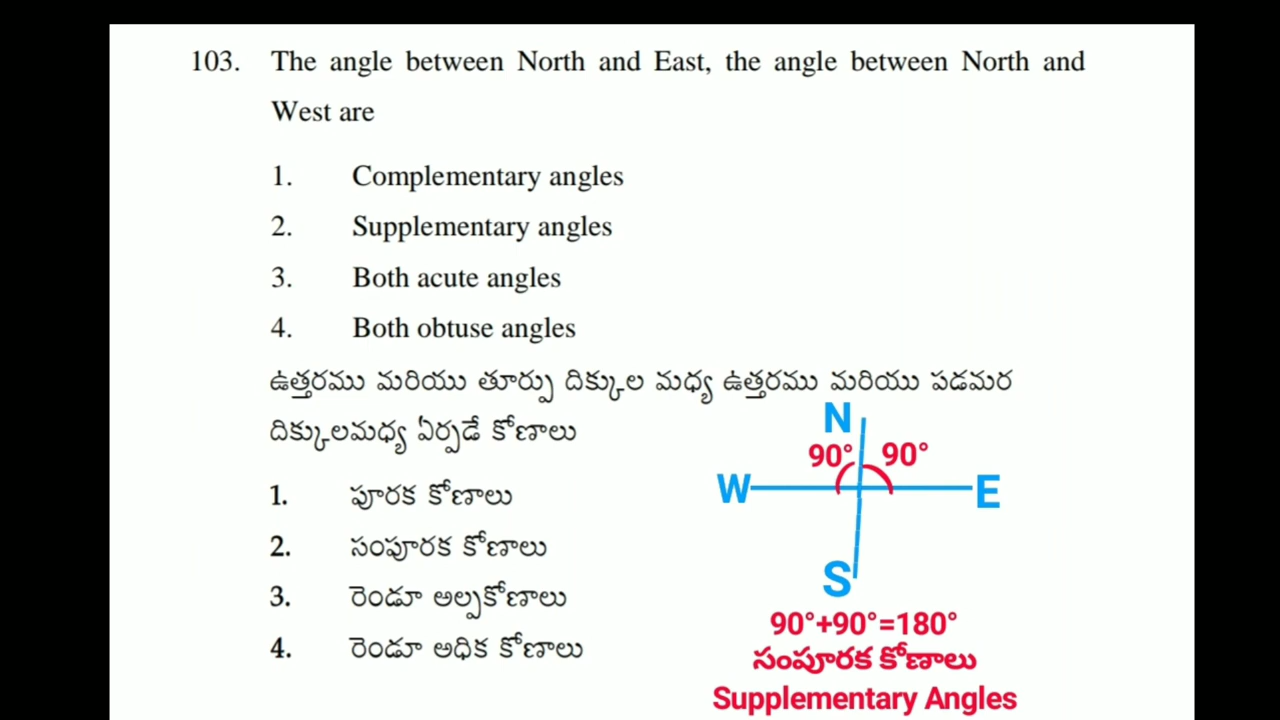 103. The angle between North and East, the angle between North and
West are
1. Complementary angles
2. Supplementary angles
3. Both acute angles
4. Both obtuse angles
ఉత్తరము మరియు తూర్పు దిక్కుల మధ్య ఉత్తరము మరియు పడమర
దిక్కులమధ్య ఏర్పడే కోణాలు
1. పూరక కోణాలు
2. సంపూరక కోణాలు
3. రెండూ అల్పకోణాలు
4. రెండూ అధిక కోణాలు
N
90° 90°
W E
S
90°+90°=180°
సంపూరక కోణాలు
Supplementary Angles